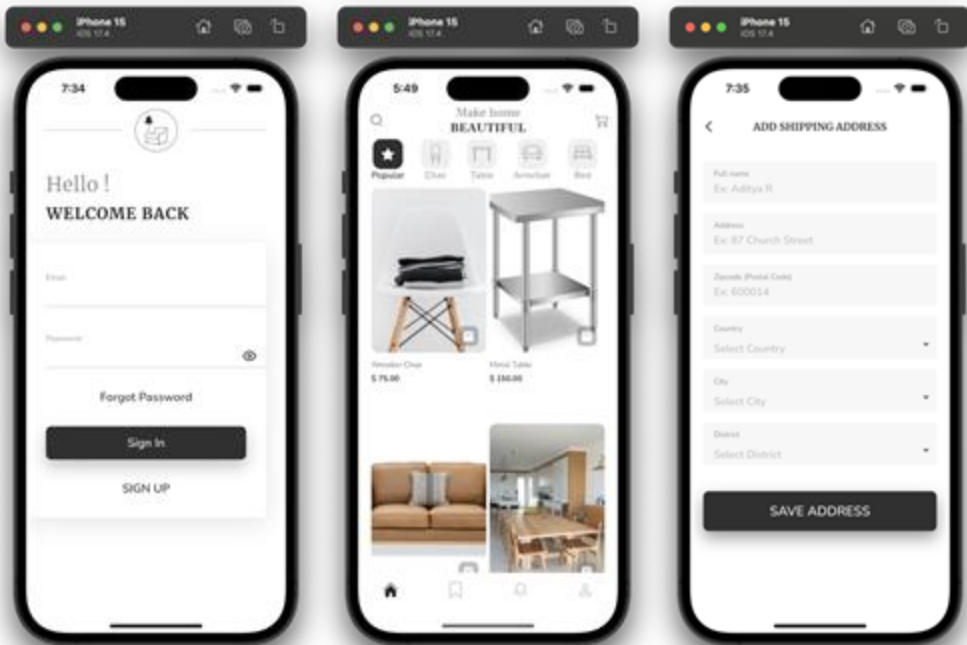 iPhone 15
iOS 17.4
7:34
Hello !
WELCOME BACK
Email
Password
Forgot Password
Sign In
SIGN UP
iPhone 15
iOS 17.4
5:49
Make home
BEAUTIFUL
Popular
Chair
Table
Armchair
Bed
Wooden Chair
$ 75.00
Metal Table
$ 150.00
iPhone 15
iOS 17.4
7:35
ADD SHIPPING ADDRESS
Full name
Ex: Aditya R
Address
Ex: 87 Church Street
Zipcode (Postal Code)
Ex: 600014
Country
Select Country
City
Select City
District
Select District
SAVE ADDRESS